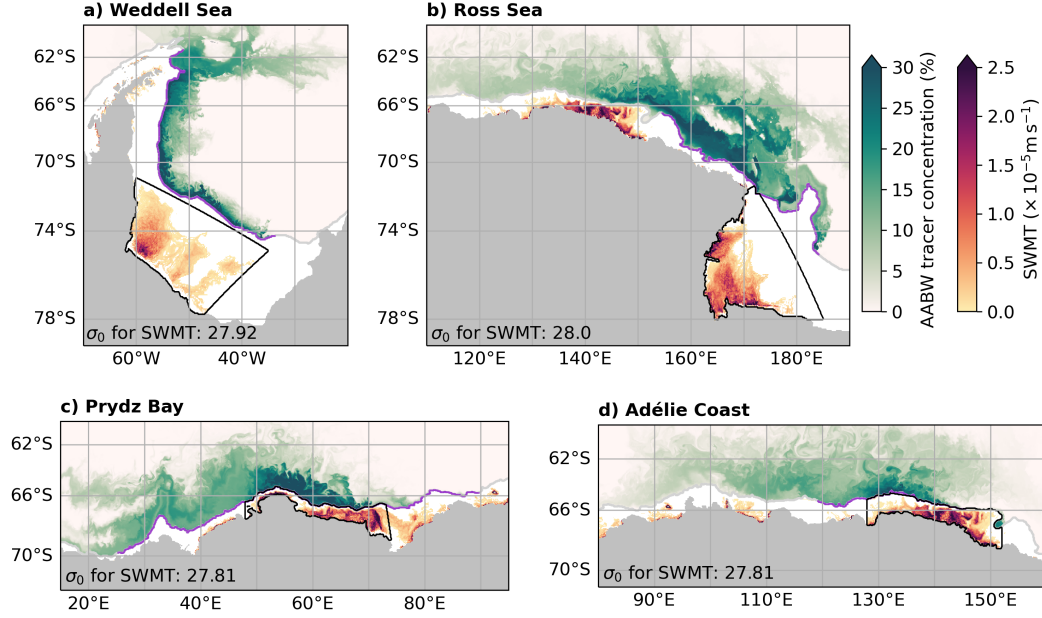 a) Weddell Sea
62°S
66°S
70°S
74°S
78°S
σ₀ for SWMT: 27.92
60°W
40°W
b) Ross Sea
62°S
66°S
70°S
74°S
78°S
σ₀ for SWMT: 28.0
120°E
140°E
160°E
180°E
30
25
20
15
10
5
0
AABW tracer concentration (%)
2.5
2.0
1.5
1.0
0.5
0.0
SWMT (× 10⁻⁵m s⁻¹)
c) Prydz Bay
62°S
66°S
70°S
σ₀ for SWMT: 27.81
20°E
40°E
60°E
80°E
d) Adélie Coast
62°S
66°S
70°S
σ₀ for SWMT: 27.81
90°E
110°E
130°E
150°E